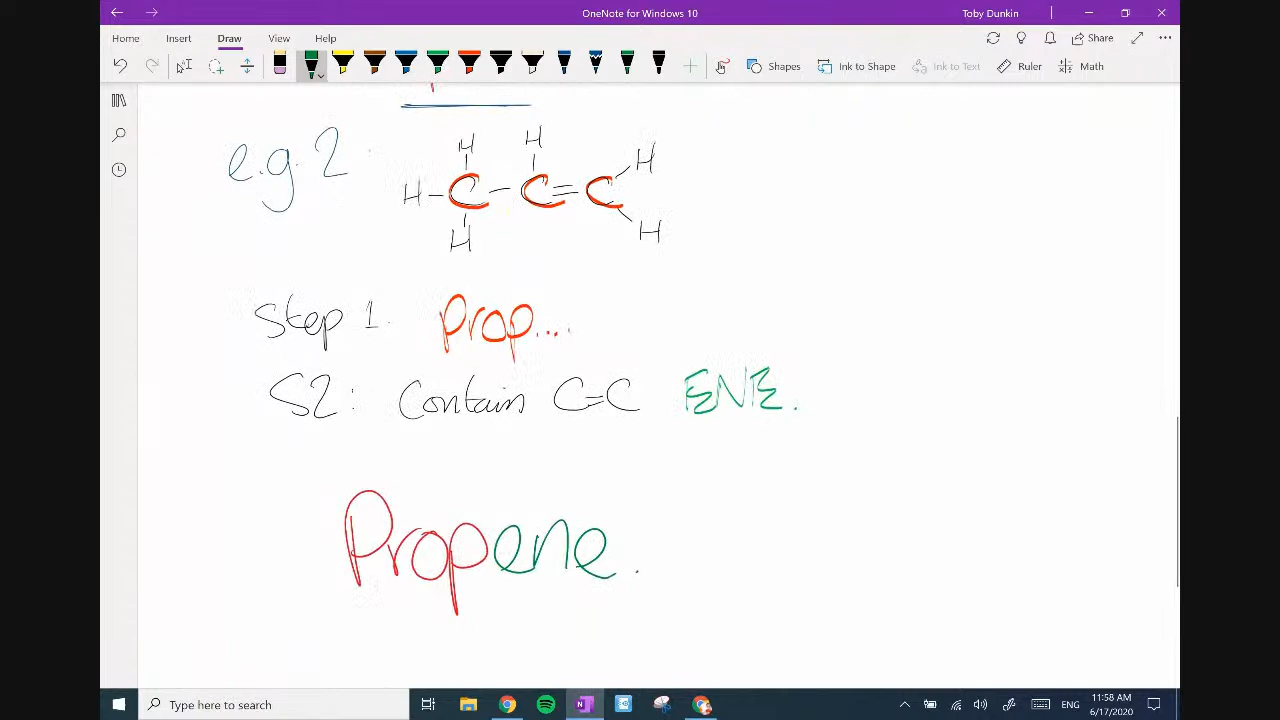 OneNote for Windows 10
Toby Dunkin
Home Insert Draw View Help
Share
Shapes Ink to Shape Ink to Text Ruler Math
e.g. 2
H H H
H-C-C=C
H H
Step 1. Prop....
S2: Contain C=C ENE.
Propene.
Type here to search
ENG
11:58 AM
6/17/2020